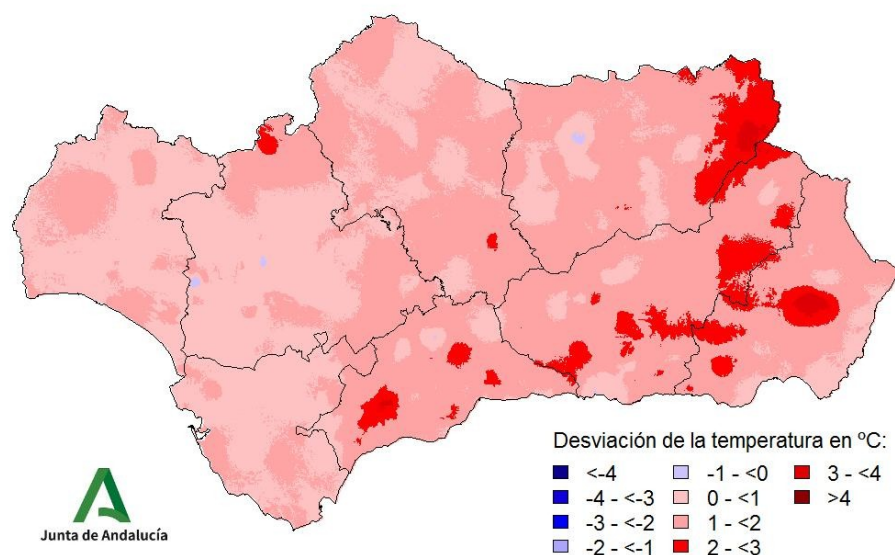 Desviación de la temperatura en ºC:
<-4
-4 - <-3
-3 - <-2
-2 - <-1
-1 - <0
0 - <1
1 - <2
2 - <3
3 - <4
>4
Junta de Andalucía